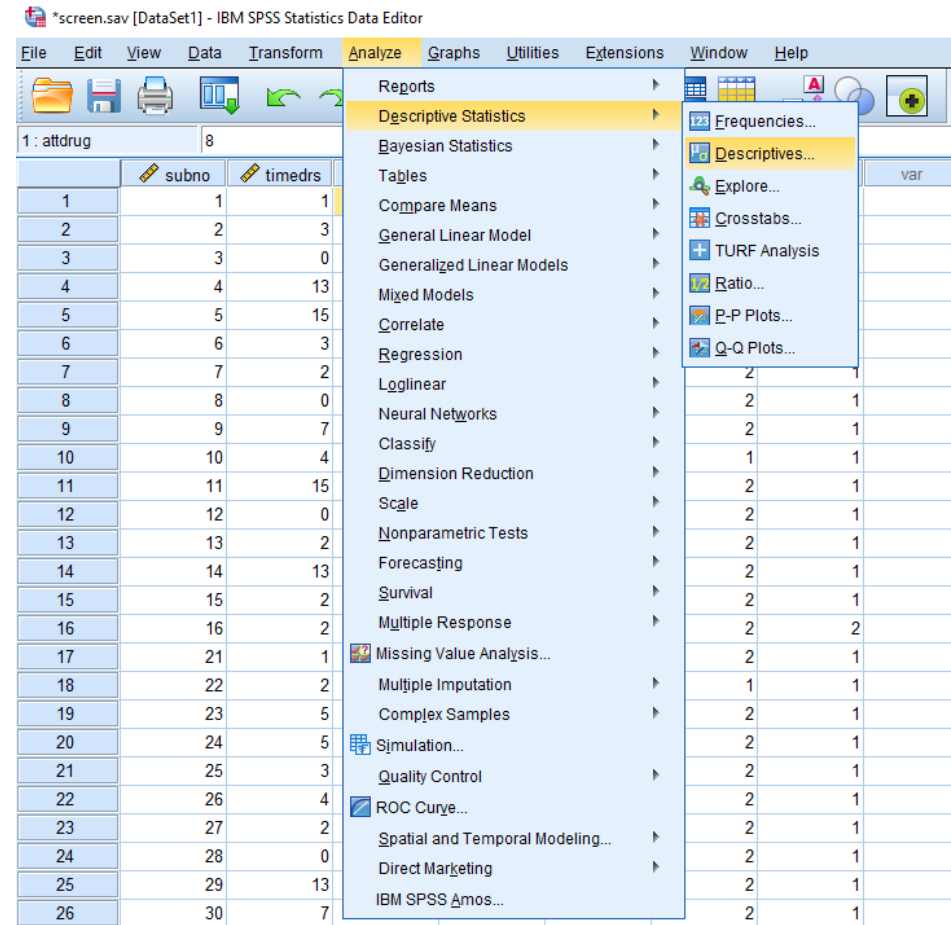 *screen.sav [DataSet1] - IBM SPSS Statistics Data Editor
File Edit View Data Transform Analyze Graphs Utilities Extensions Window Help
1 : attdrug 8
subno timedrs var
Reports
Descriptive Statistics
Bayesian Statistics
Tables
Compare Means
General Linear Model
Generalized Linear Models
Mixed Models
Correlate
Regression
Loglinear
Neural Networks
Classify
Dimension Reduction
Scale
Nonparametric Tests
Forecasting
Survival
Multiple Response
Missing Value Analysis...
Multiple Imputation
Complex Samples
Simulation...
Quality Control
ROC Curve...
Spatial and Temporal Modeling...
Direct Marketing
IBM SPSS Amos...
123 Frequencies...
Descriptives...
Explore...
Crosstabs...
TURF Analysis
1/2 Ratio...
P-P Plots...
Q-Q Plots...
A
1 1 1
2 2 3
3 3 0
4 4 13
5 5 15
6 6 3
7 7 2 2 1
8 8 0 2 1
9 9 7 2 1
10 10 4 1 1
11 11 15 2 1
12 12 0 2 1
13 13 2 2 1
14 14 13 2 1
15 15 2 2 1
16 16 2 2 2
17 21 1 2 1
18 22 2 1 1
19 23 5 2 1
20 24 5 2 1
21 25 3 2 1
22 26 4 2 1
23 27 2 2 1
24 28 0 2 1
25 29 13 2 1
26 30 7 2 1